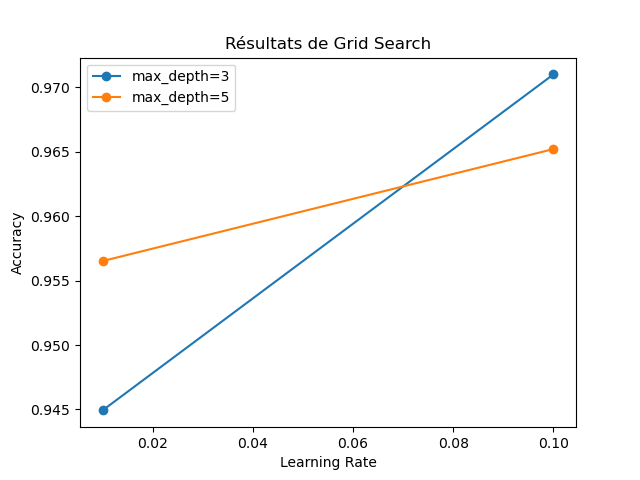 Résultats de Grid Search
max_depth=3
max_depth=5
0.970
0.965
0.960
0.955
0.950
0.945
Accuracy
0.02 0.04 0.06 0.08 0.10
Learning Rate